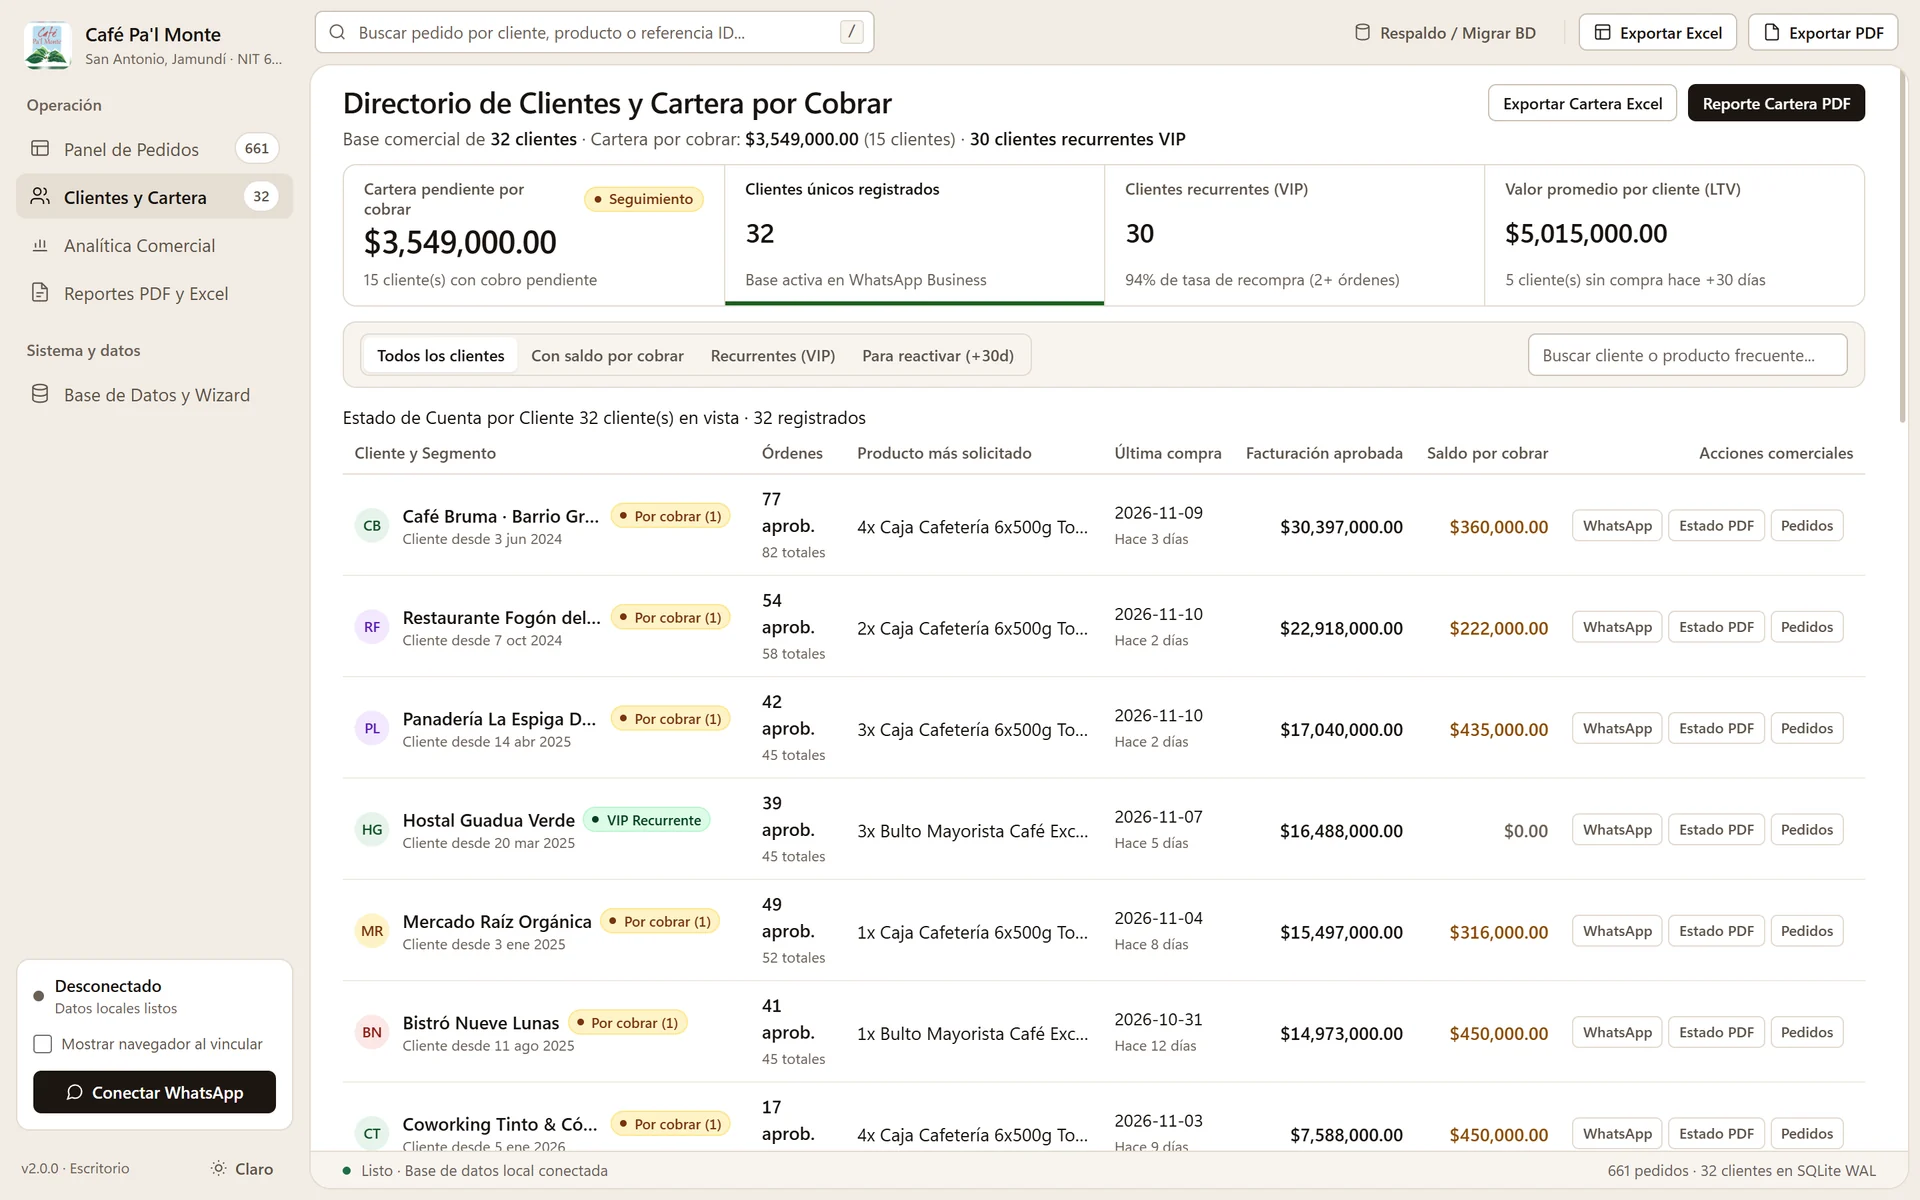 Café Pa'l Monte
San Antonio, Jamundí · NIT 6...
Operación
Panel de Pedidos 661
Clientes y Cartera 32
Analítica Comercial
Reportes PDF y Excel
Sistema y datos
Base de Datos y Wizard
Desconectado
Datos locales listos
Mostrar navegador al vincular
Conectar WhatsApp
v2.0.0 · Escritorio
Claro
Buscar pedido por cliente, producto o referencia ID...
/
Respaldo / Migrar BD
Exportar Excel
Exportar PDF
Directorio de Clientes y Cartera por Cobrar
Exportar Cartera Excel
Reporte Cartera PDF
Base comercial de 32 clientes · Cartera por cobrar: $3,549,000.00 (15 clientes) · 30 clientes recurrentes VIP
Cartera pendiente por
cobrar
Seguimiento
$3,549,000.00
15 cliente(s) con cobro pendiente
Clientes únicos registrados
32
Base activa en WhatsApp Business
Clientes recurrentes (VIP)
30
94% de tasa de recompra (2+ órdenes)
Valor promedio por cliente (LTV)
$5,015,000.00
5 cliente(s) sin compra hace +30 días
Todos los clientes
Con saldo por cobrar
Recurrentes (VIP)
Para reactivar (+30d)
Buscar cliente o producto frecuente...
Estado de Cuenta por Cliente 32 cliente(s) en vista · 32 registrados
Cliente y Segmento Órdenes Producto más solicitado Última compra Facturación aprobada Saldo por cobrar Acciones comerciales
CB
Café Bruma · Barrio Gr...
Por cobrar (1)
Cliente desde 3 jun 2024
77
aprob.
82 totales
4x Caja Cafetería 6x500g To...
2026-11-09
Hace 3 días
$30,397,000.00
$360,000.00
WhatsApp Estado PDF Pedidos
RF
Restaurante Fogón del...
Por cobrar (1)
Cliente desde 7 oct 2024
54
aprob.
58 totales
2x Caja Cafetería 6x500g To...
2026-11-10
Hace 2 días
$22,918,000.00
$222,000.00
WhatsApp Estado PDF Pedidos
PL
Panadería La Espiga D...
Por cobrar (1)
Cliente desde 14 abr 2025
42
aprob.
45 totales
3x Caja Cafetería 6x500g To...
2026-11-10
Hace 2 días
$17,040,000.00
$435,000.00
WhatsApp Estado PDF Pedidos
HG
Hostal Guadua Verde
VIP Recurrente
Cliente desde 20 mar 2025
39
aprob.
45 totales
3x Bulto Mayorista Café Exc...
2026-11-07
Hace 5 días
$16,488,000.00
$0.00
WhatsApp Estado PDF Pedidos
MR
Mercado Raíz Orgánica
Por cobrar (1)
Cliente desde 3 ene 2025
49
aprob.
52 totales
1x Caja Cafetería 6x500g To...
2026-11-04
Hace 8 días
$15,497,000.00
$316,000.00
WhatsApp Estado PDF Pedidos
BN
Bistró Nueve Lunas
Por cobrar (1)
Cliente desde 11 ago 2025
41
aprob.
45 totales
1x Bulto Mayorista Café Exc...
2026-10-31
Hace 12 días
$14,973,000.00
$450,000.00
WhatsApp Estado PDF Pedidos
CT
Coworking Tinto & Có...
Por cobrar (1)
Cliente desde 5 ene 2026
17
aprob.
4x Caja Cafetería 6x500g To...
2026-11-03
Hace 9 días
$7,588,000.00
$450,000.00
WhatsApp Estado PDF Pedidos
Listo · Base de datos local conectada
661 pedidos · 32 clientes en SQLite WAL